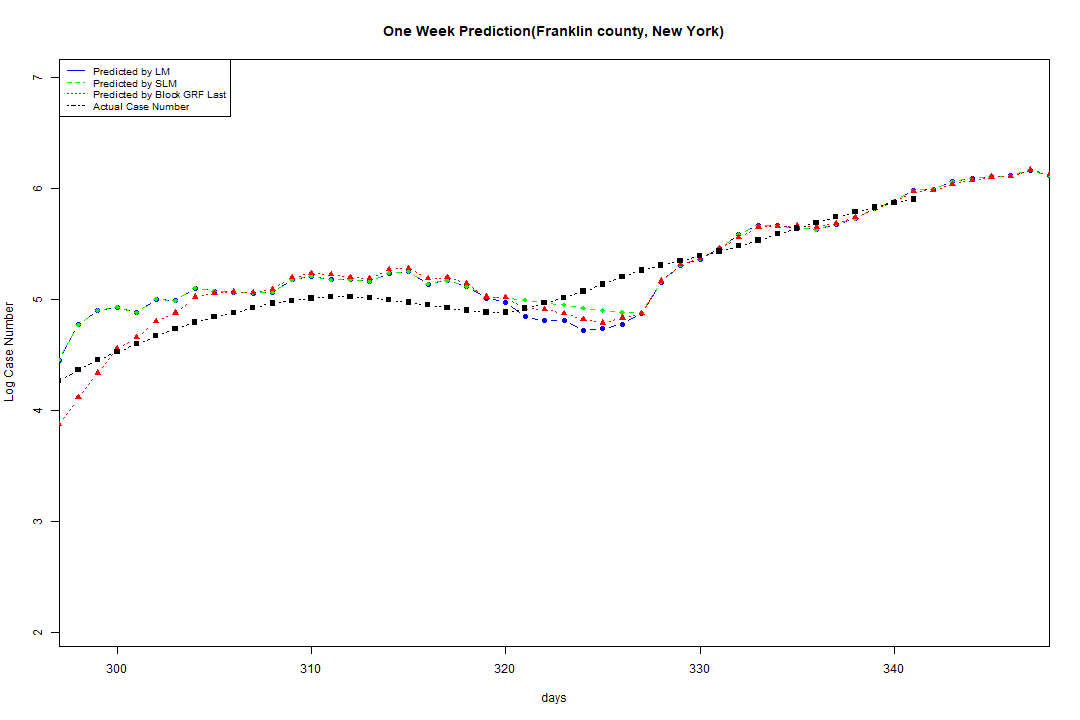 One Week Prediction(Franklin county, New York)
Predicted by LM
Predicted by SLM
Predicted by Block GRF Last
Actual Case Number
7
6
5
4
3
2
Log Case Number
300 310 320 330 340
days